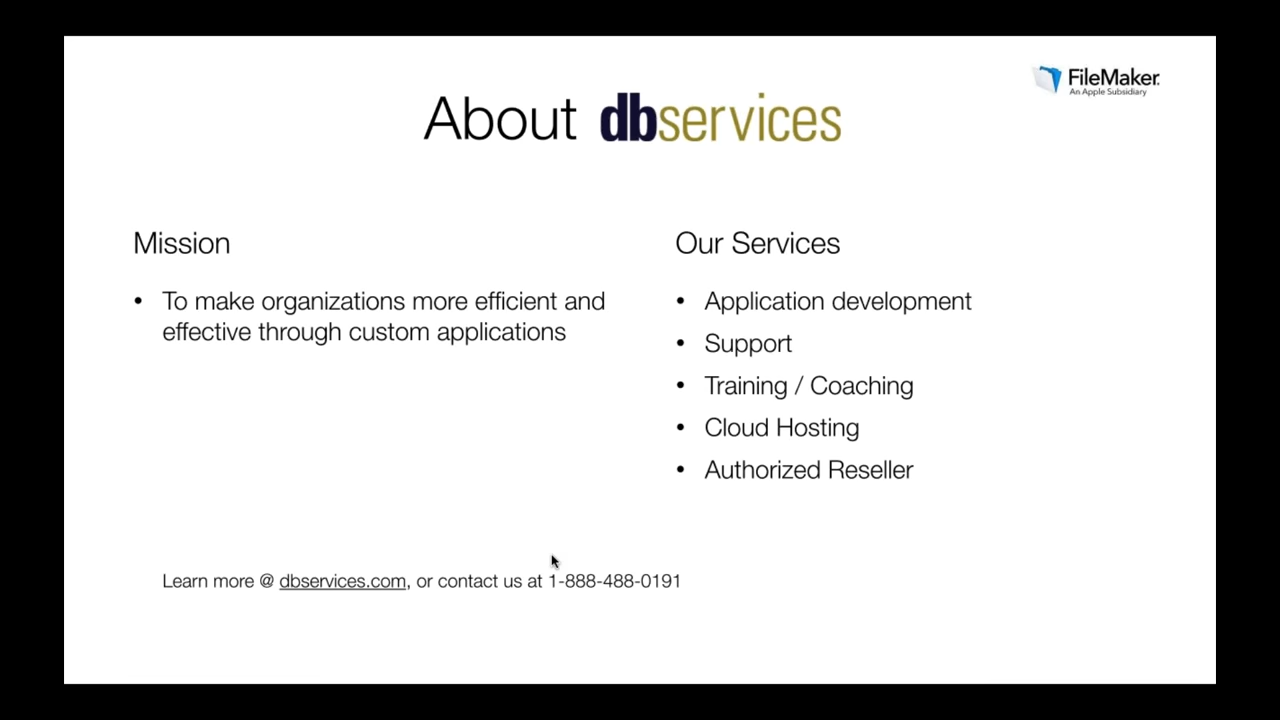 FileMaker.
An Apple Subsidiary
About dbservices
Mission
• To make organizations more efficient and
effective through custom applications
Our Services
• Application development
• Support
• Training / Coaching
• Cloud Hosting
• Authorized Reseller
Learn more @ dbservices.com, or contact us at 1-888-488-0191